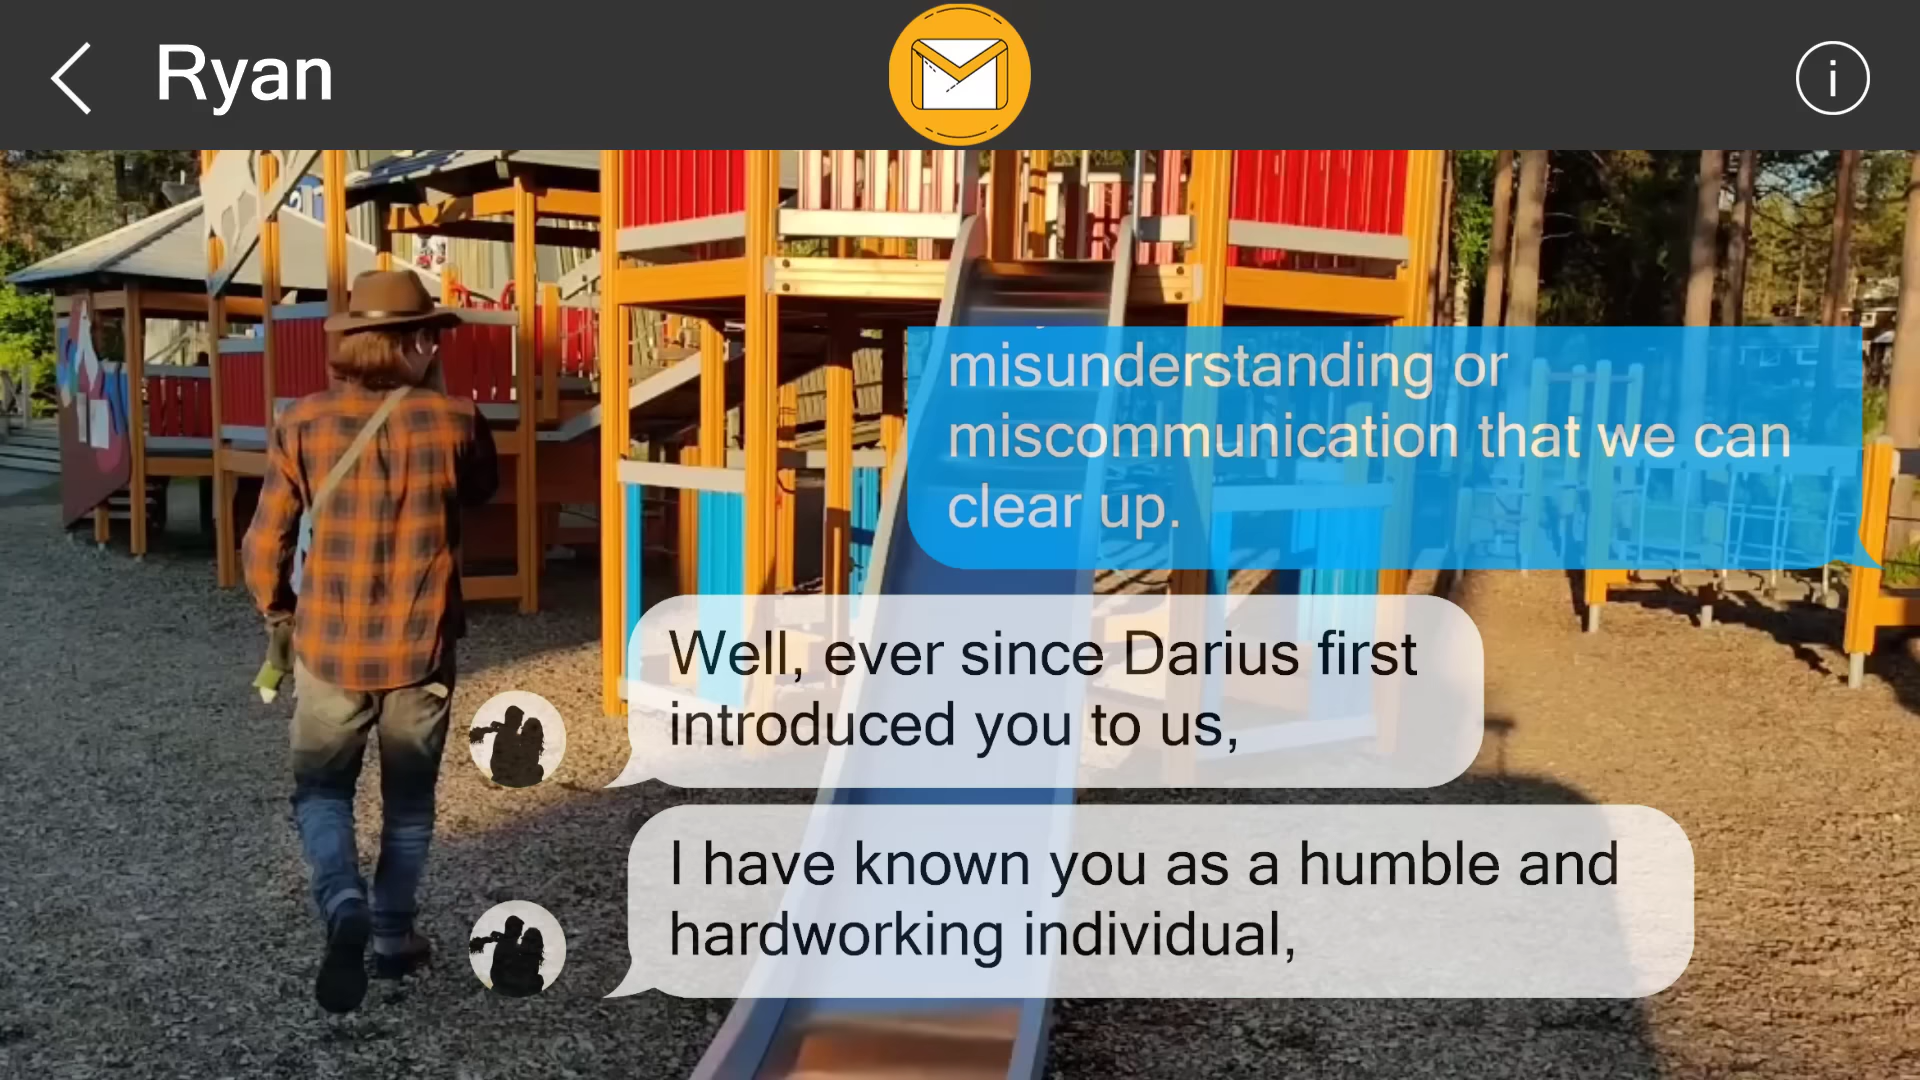 Ryan
misunderstanding or
miscommunication that we can
clear up.
Well, ever since Darius first
introduced you to us,
I have known you as a humble and
hardworking individual,